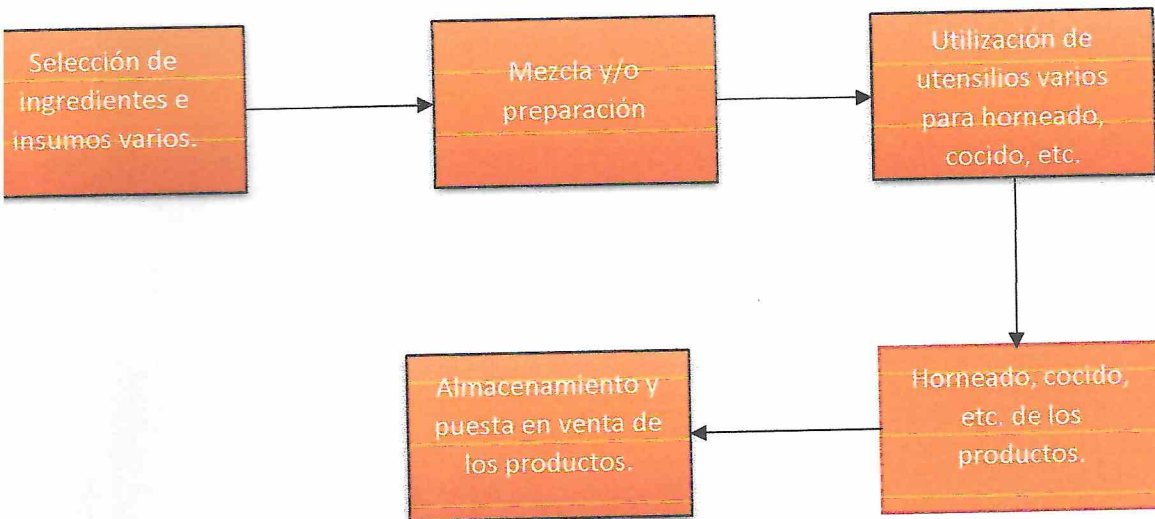 Selección de
ingredientes e
insumos varios.
Mezcla y/o
preparación
Utilización de
utensilios varios
para horneado,
cocido, etc.
Horneado, cocido,
etc. de los
productos.
Almacenamiento y
puesta en venta de
los productos.